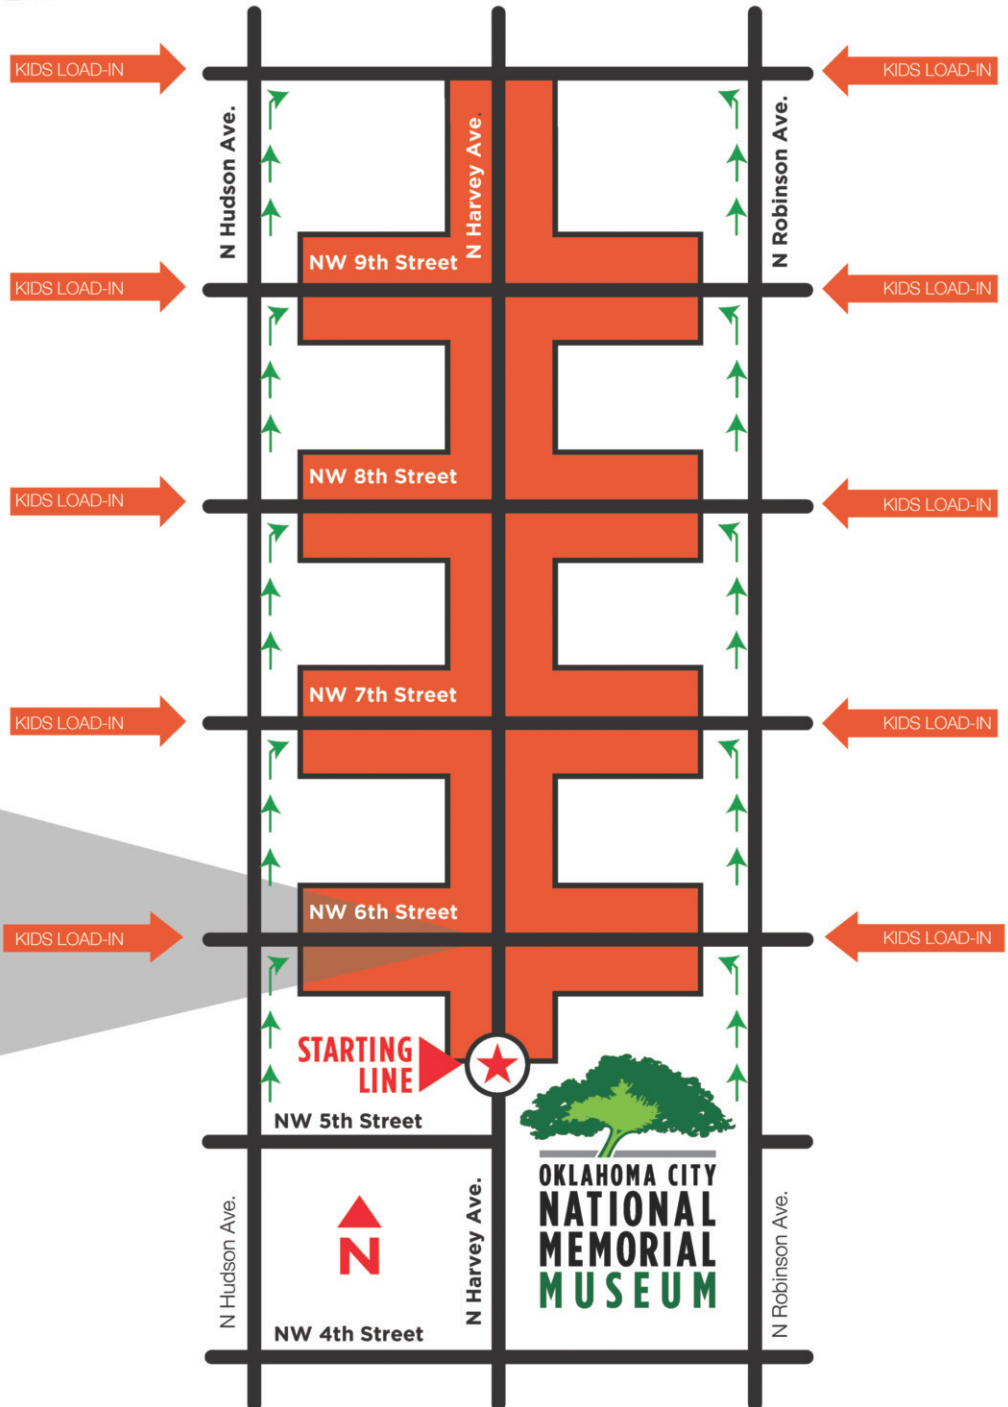 KIDS LOAD-IN
KIDS LOAD-IN
N Hudson Ave.
N Harvey Ave.
N Robinson Ave.
NW 9th Street
KIDS LOAD-IN
KIDS LOAD-IN
NW 8th Street
KIDS LOAD-IN
KIDS LOAD-IN
NW 7th Street
KIDS LOAD-IN
KIDS LOAD-IN
NW 6th Street
KIDS LOAD-IN
KIDS LOAD-IN
STARTING
LINE
NW 5th Street
OKLAHOMA CITY
NATIONAL
MEMORIAL
MUSEUM
N Hudson Ave.
N
N Harvey Ave.
N Robinson Ave.
NW 4th Street